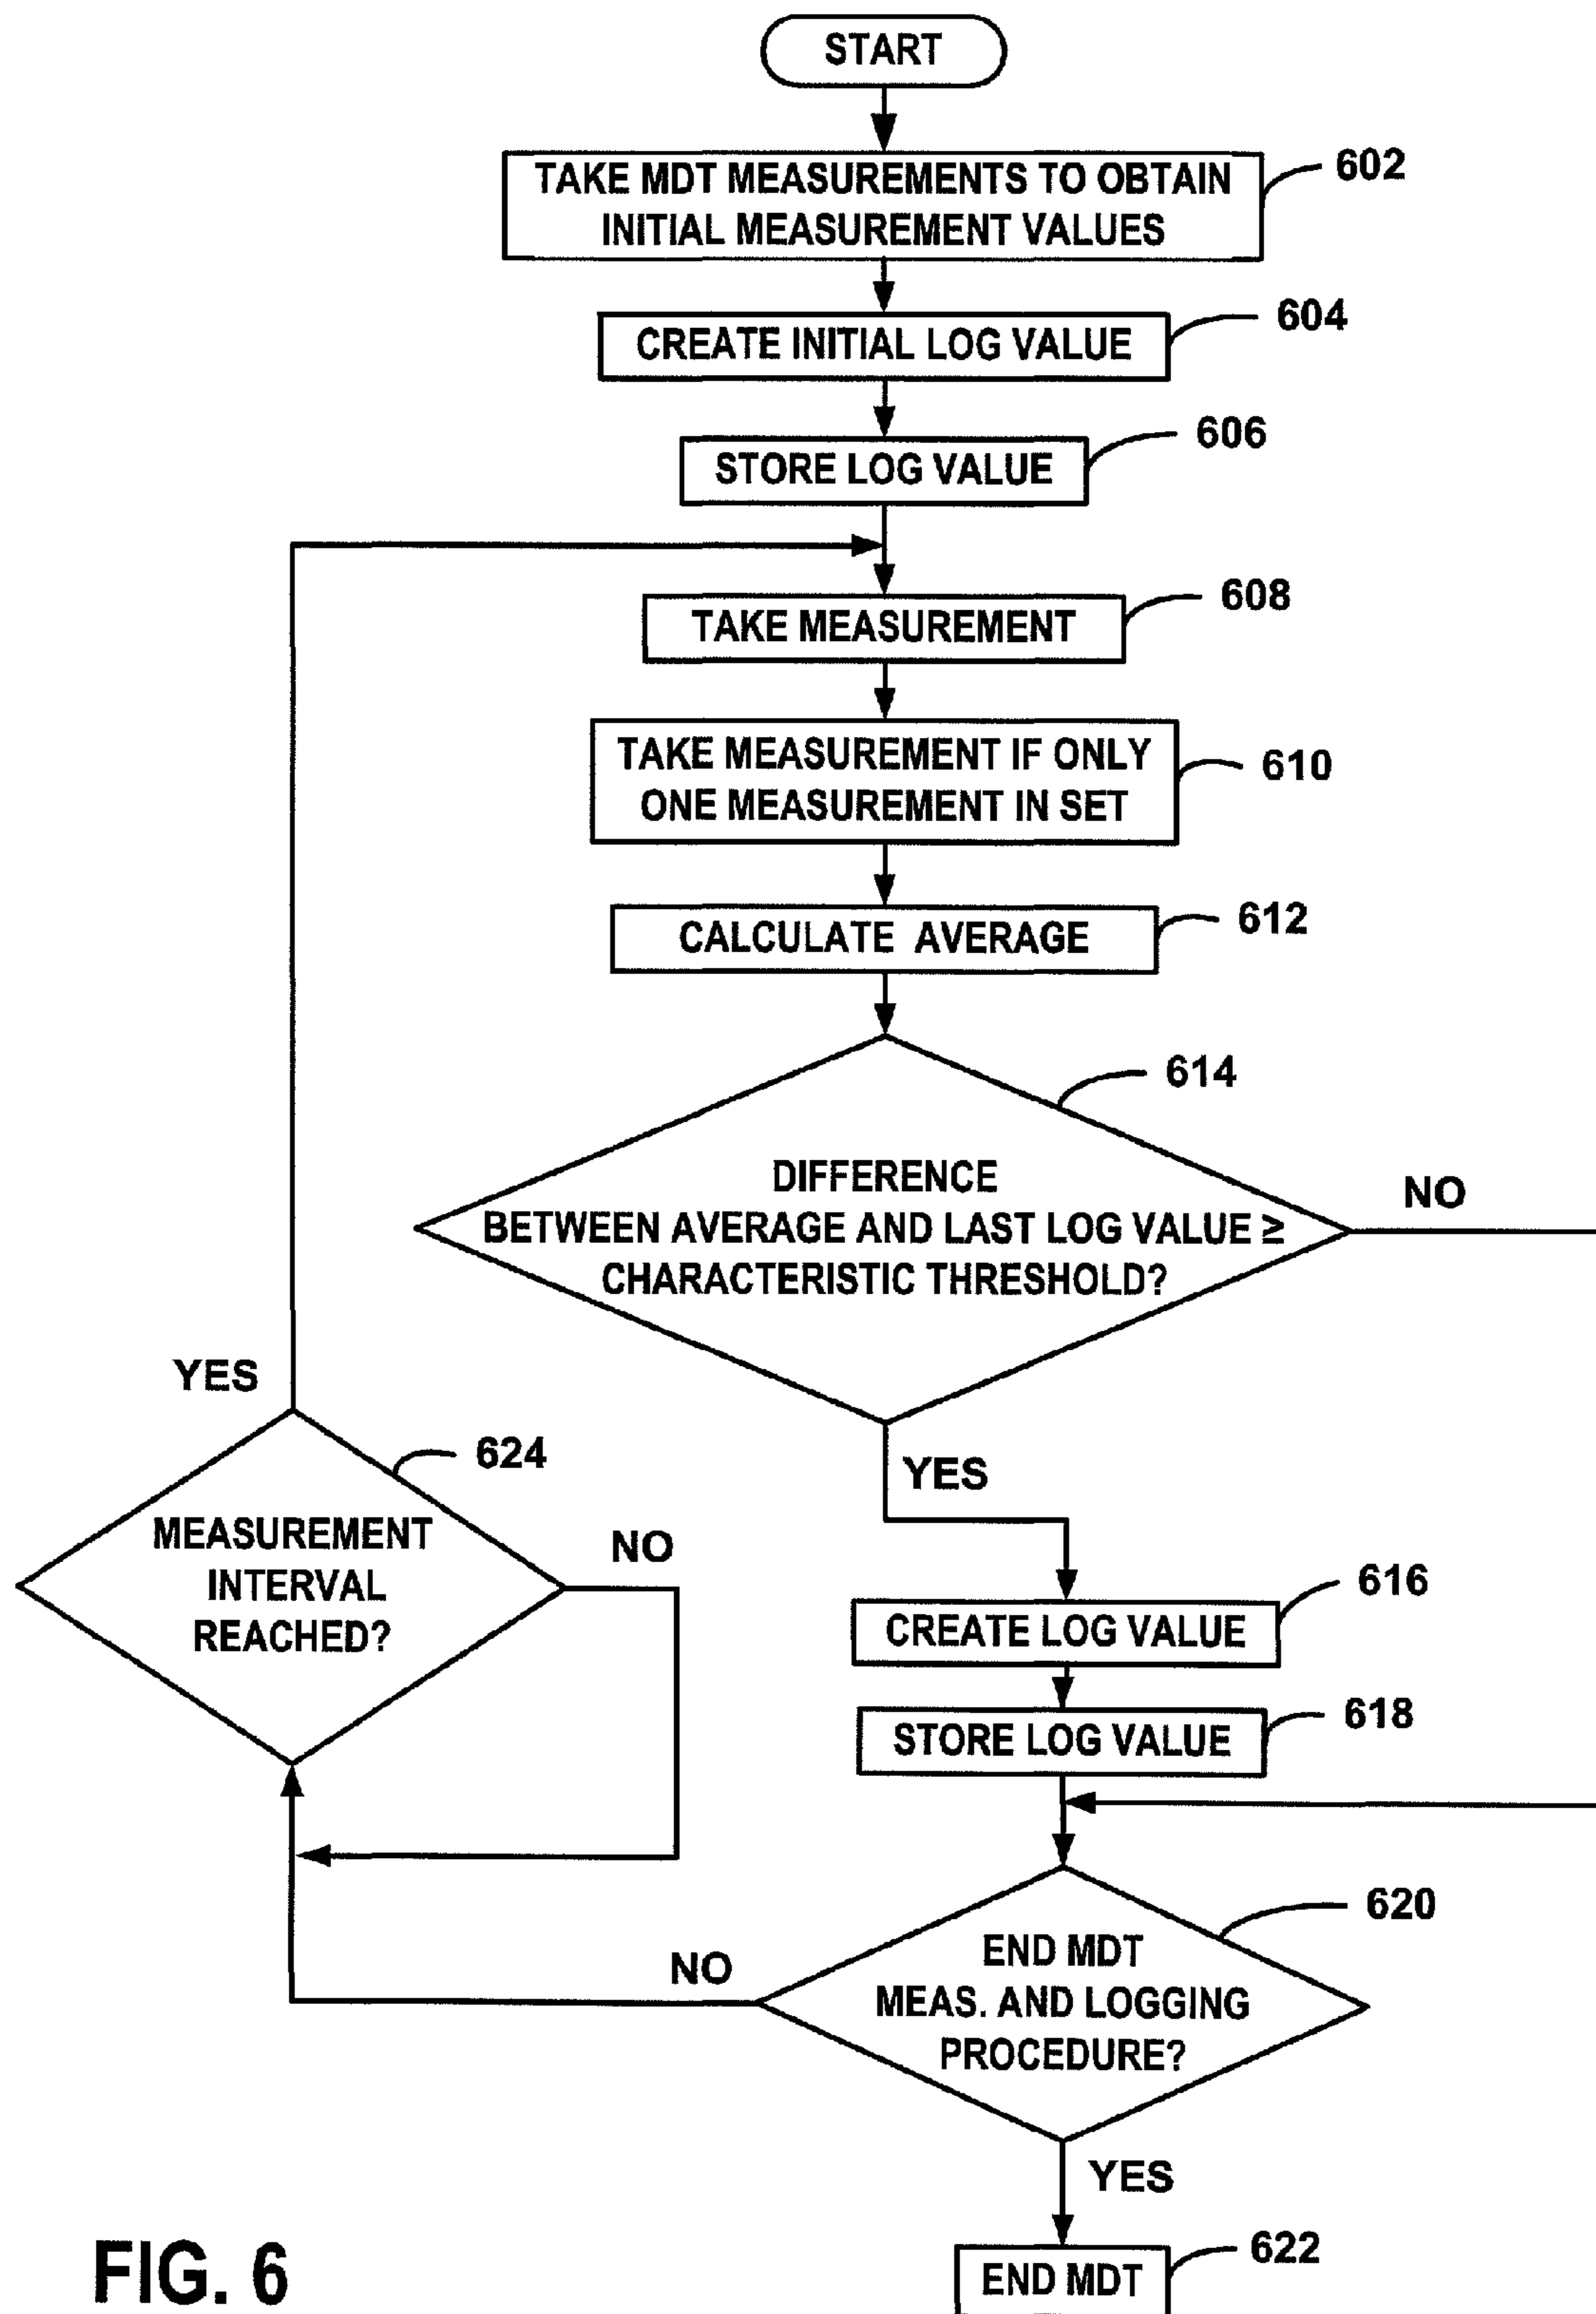 START
TAKE MDT MEASUREMENTS TO OBTAIN
INITIAL MEASUREMENT VALUES
602
CREATE INITIAL LOG VALUE
604
STORE LOG VALUE
606
TAKE MEASUREMENT
608
TAKE MEASUREMENT IF ONLY
ONE MEASUREMENT IN SET
610
CALCULATE AVERAGE
612
614
DIFFERENCE
BETWEEN AVERAGE AND LAST LOG VALUE ≥
CHARACTERISTIC THRESHOLD?
NO
YES
YES
624
MEASUREMENT
INTERVAL
REACHED?
NO
CREATE LOG VALUE
616
STORE LOG VALUE
618
620
END MDT
MEAS. AND LOGGING
PROCEDURE?
NO
YES
END MDT
622
FIG. 6